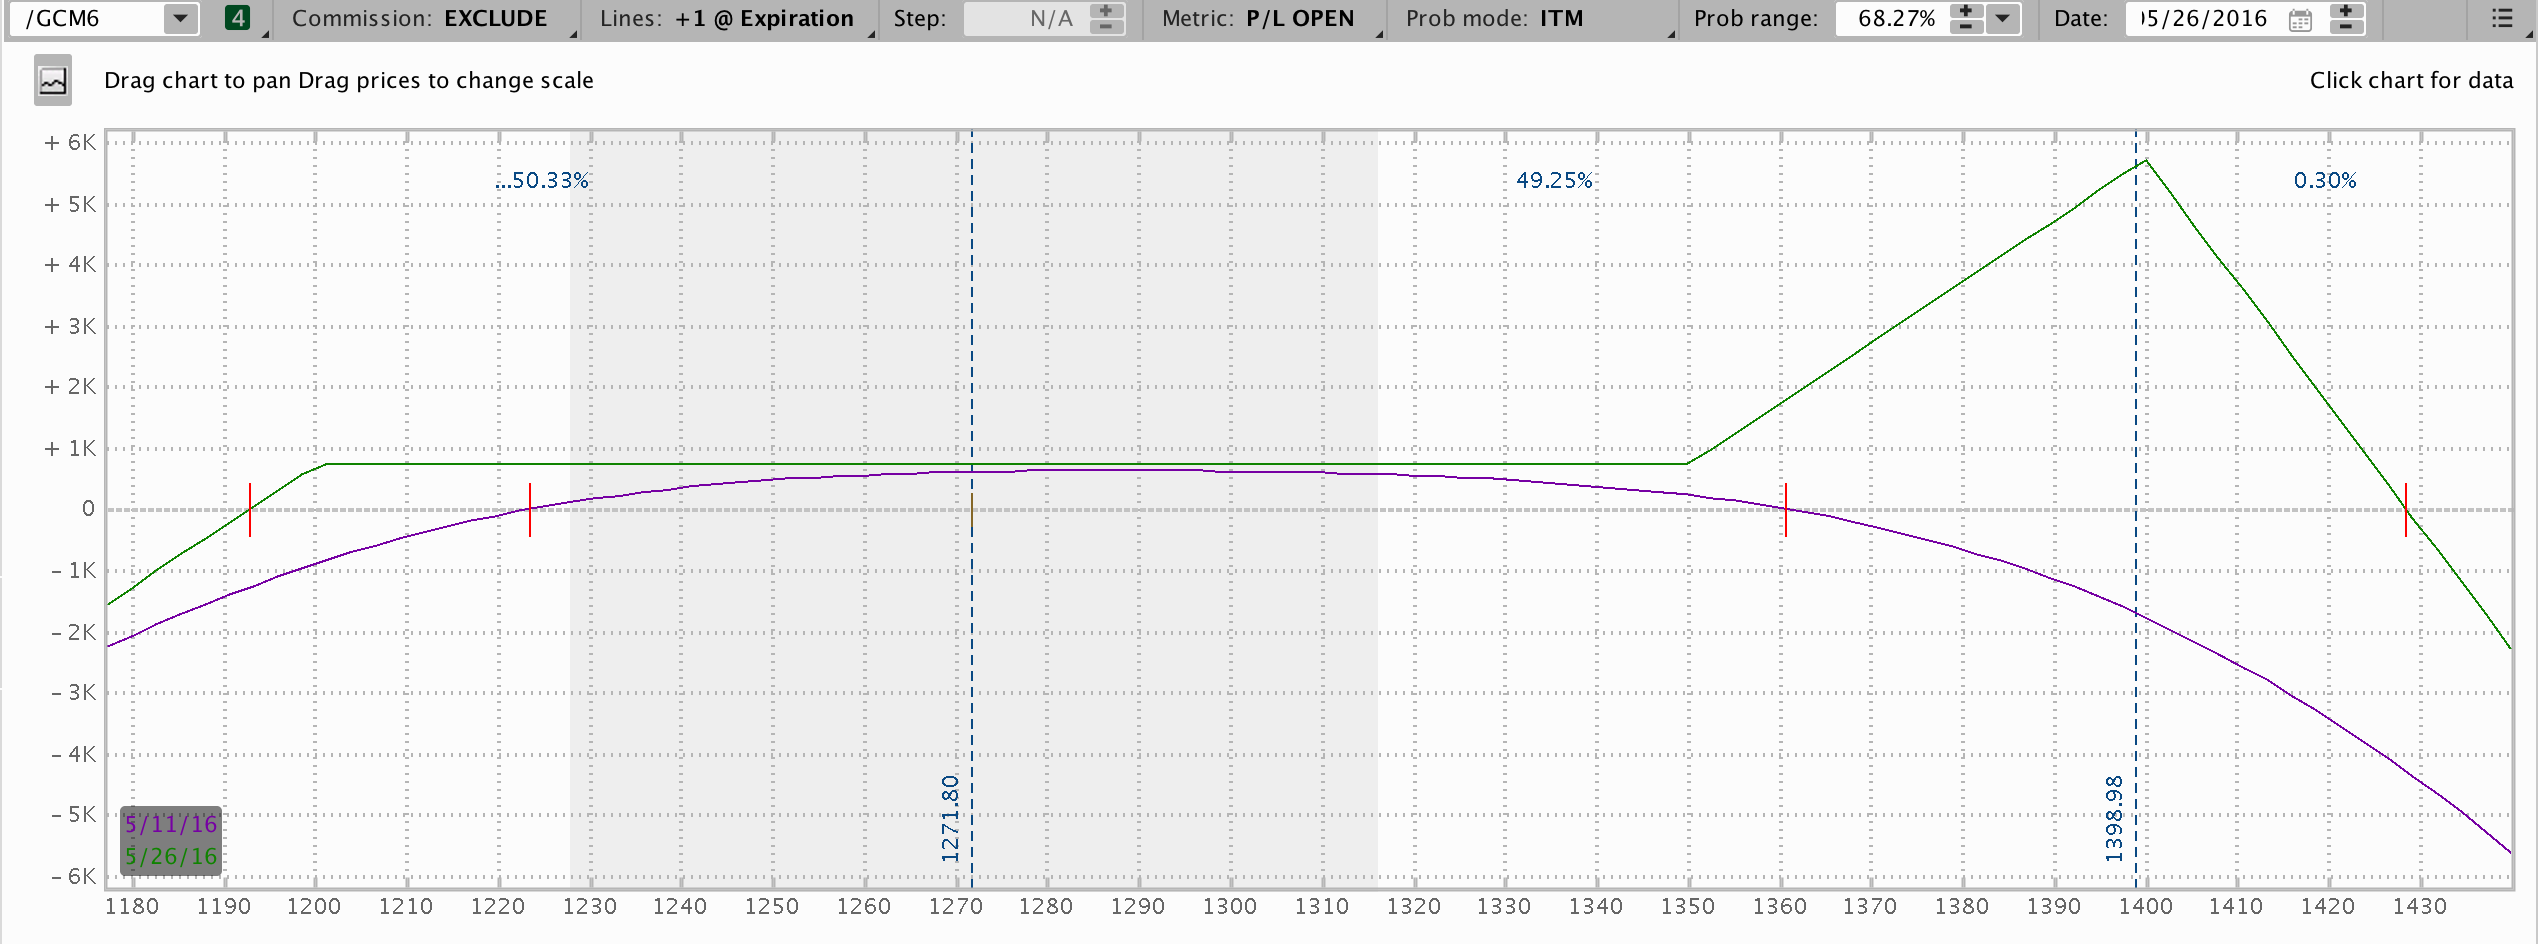 /GCM6 4 Commission: EXCLUDE Lines: +1 @ Expiration Step: N/A Metric: P/L OPEN Prob mode: ITM Prob range: 68.27% Date: 05/26/2016
Drag chart to pan Drag prices to change scale Click chart for data
+ 6K
...50.33% 49.25% 0.30%
+ 5K
+ 4K
+ 3K
+ 2K
+ 1K
0
- 1K
- 2K
- 3K
- 4K
- 5K
- 6K
1271.80
1398.98
5/11/16
5/26/16
1180 1190 1200 1210 1220 1230 1240 1250 1260 1270 1280 1290 1300 1310 1320 1330 1340 1350 1360 1370 1380 1390 1400 1410 1420 1430